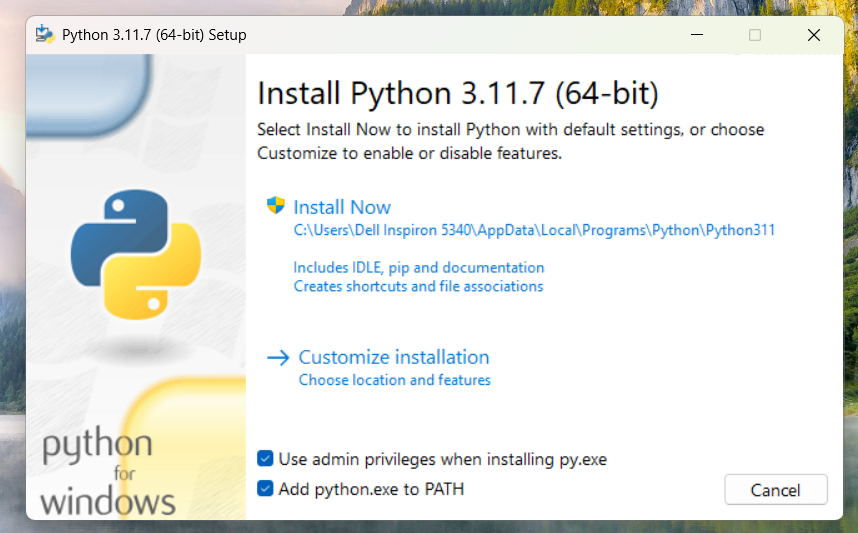 Python 3.11.7 (64-bit) Setup
Install Python 3.11.7 (64-bit)
Select Install Now to install Python with default settings, or choose
Customize to enable or disable features.
Install Now
C:\Users\Dell Inspiron 5340\AppData\Local\Programs\Python\Python311
Includes IDLE, pip and documentation
Creates shortcuts and file associations
Customize installation
Choose location and features
python
for
windows
Use admin privileges when installing py.exe
Add python.exe to PATH
Cancel